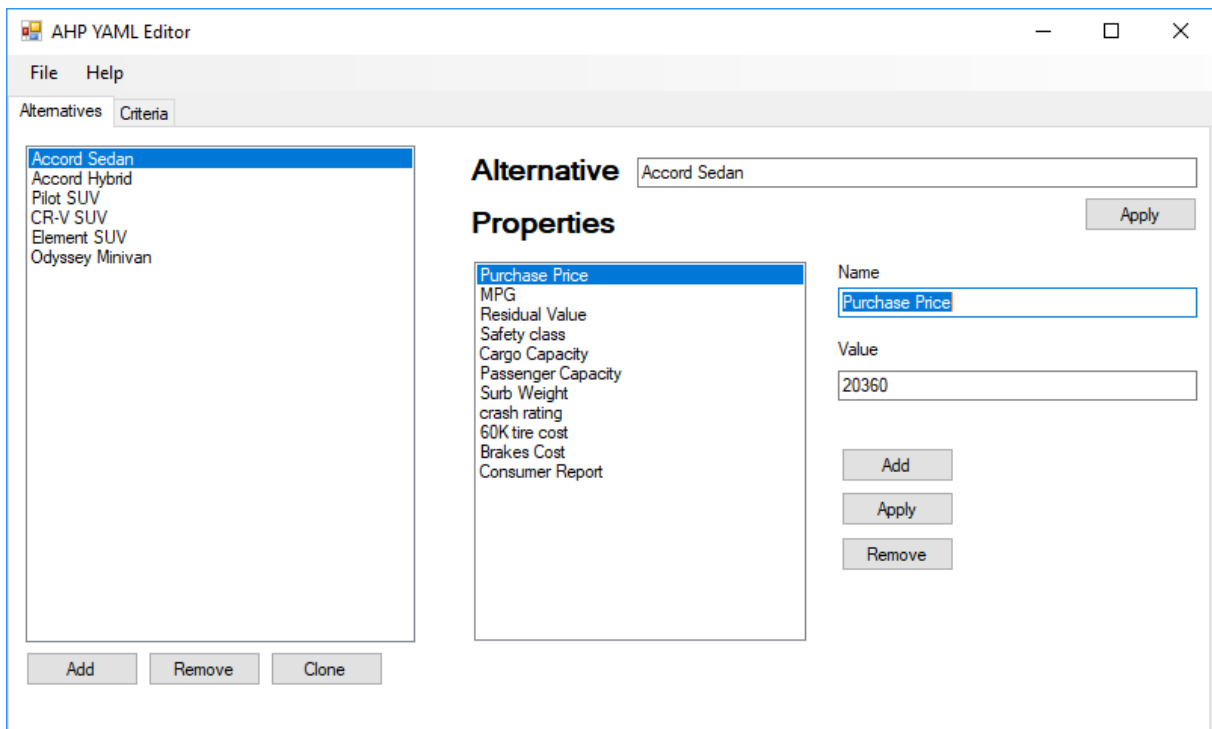 AHP YAML Editor
File Help
Alternatives Criteria
Accord Sedan
Accord Hybrid
Pilot SUV
CR-V SUV
Element SUV
Odyssey Minivan
Add Remove Clone
Alternative Accord Sedan
Apply
Properties
Purchase Price
MPG
Residual Value
Safety class
Cargo Capacity
Passenger Capacity
Surb Weight
crash rating
60K tire cost
Brakes Cost
Consumer Report
Name
Purchase Price
Value
20360
Add
Apply
Remove